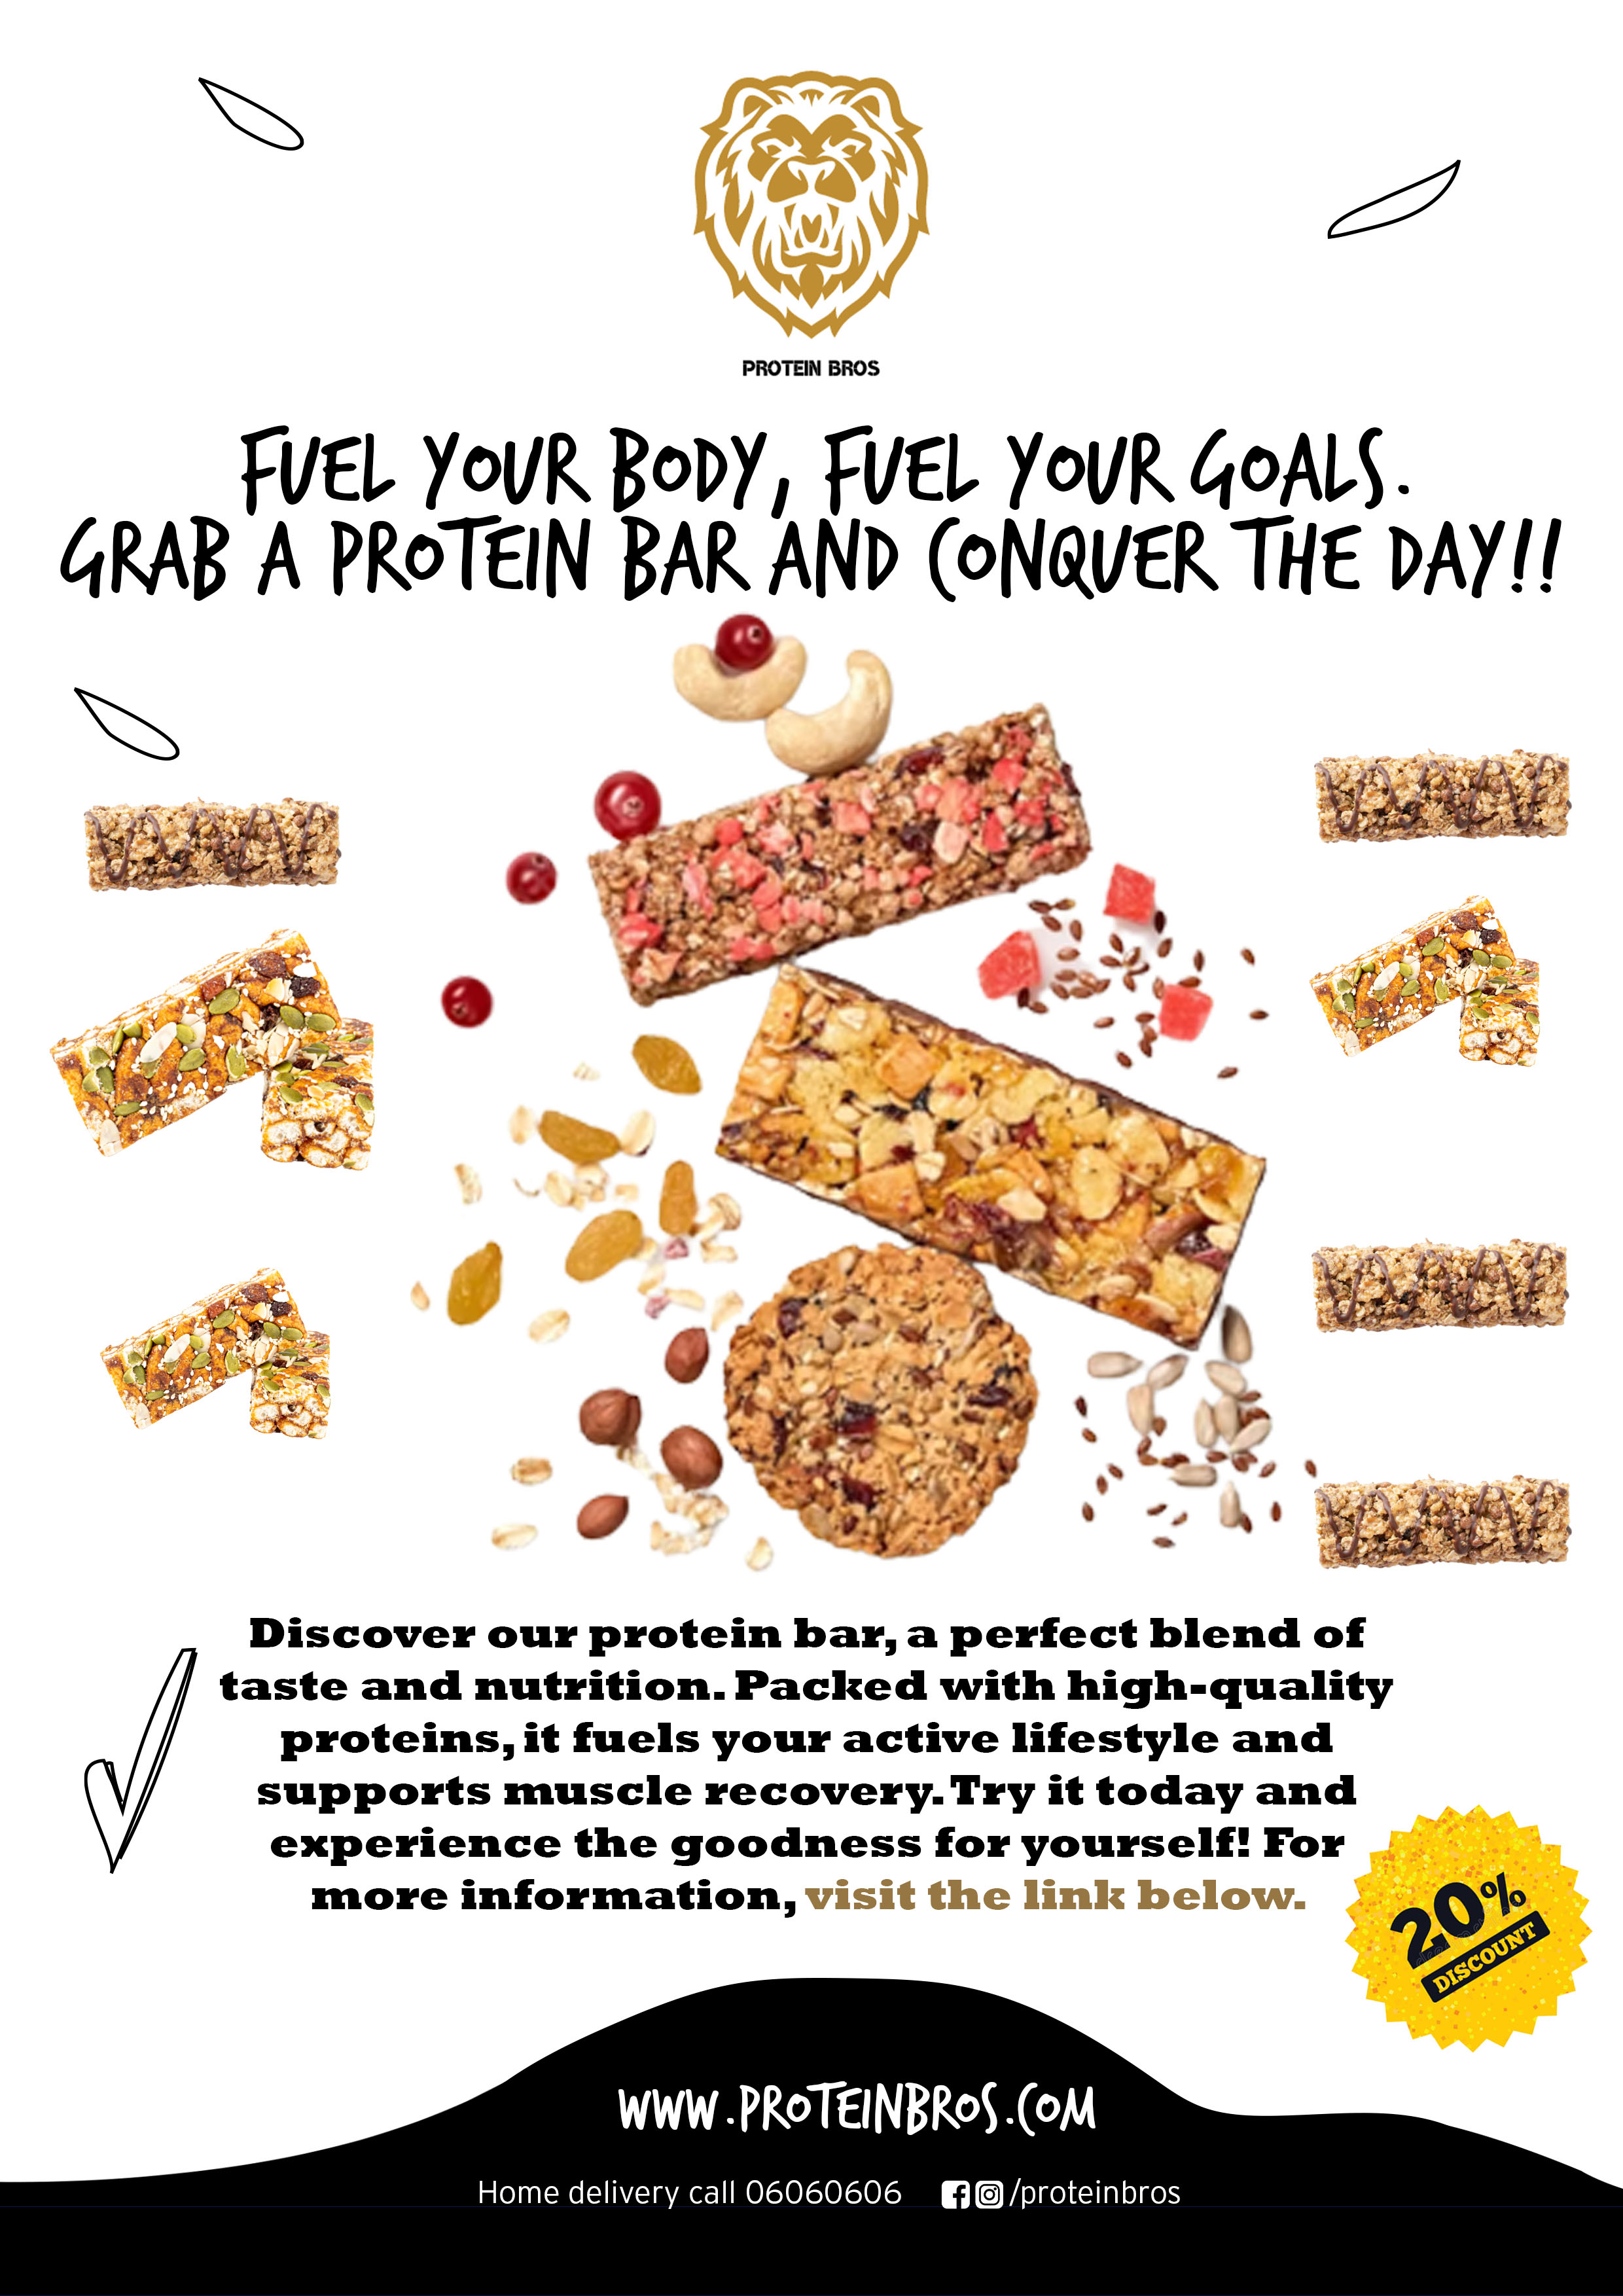 PROTEIN BROS
FUEL YOUR BODY, FUEL YOUR GOALS.
GRAB A PROTEIN BAR AND CONQUER THE DAY!!
Discover our protein bar, a perfect blend of
taste and nutrition. Packed with high-quality
proteins, it fuels your active lifestyle and
supports muscle recovery. Try it today and
experience the goodness for yourself! For
more information, visit the link below.
20%
DISCOUNT
WWW.PROTEINBROS.COM
Home delivery call 06060606 /proteinbros